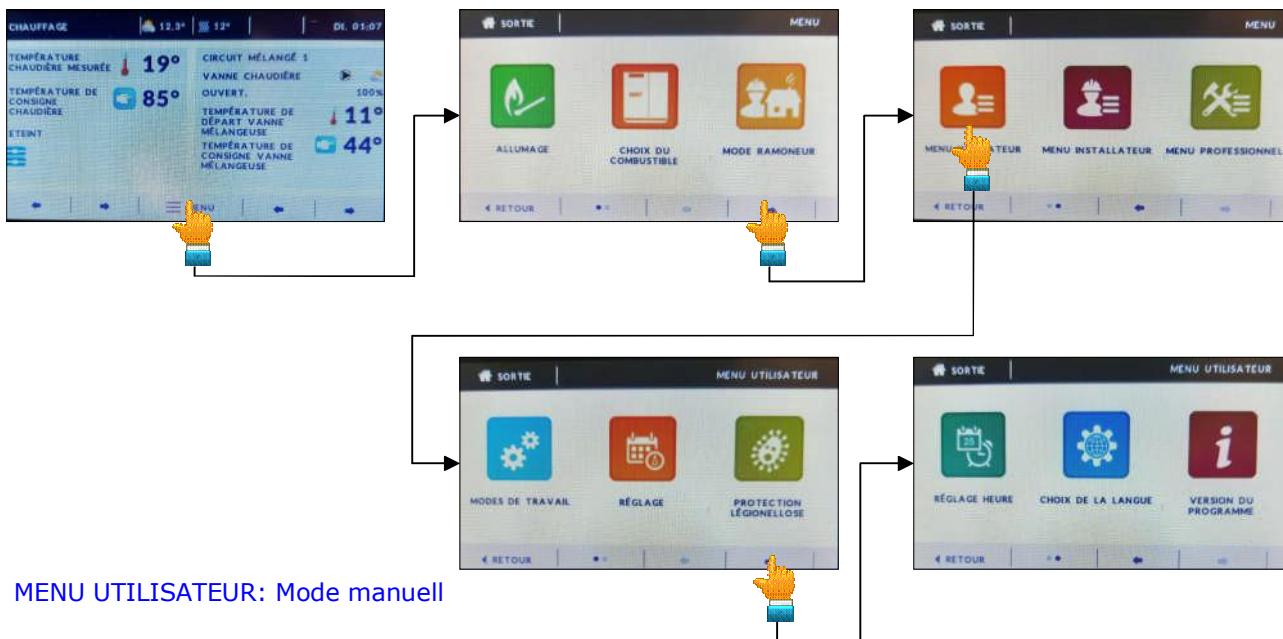 CHAUFFAGE
12.3°
12°
DI. 01:07
TEMPÉRATURE
CHAUDIÈRE MESURÉE
19°
TEMPÉRATURE DE
CONSIGNE
CHAUDIÈRE
85°
ETEINT
CIRCUIT MÉLANGÉ 1
VANNE CHAUDIÈRE
OUVERT. 100%
TEMPÉRATURE DE
DÉPART VANNE
MÉLANGEUSE
11°
TEMPÉRATURE DE
CONSIGNE VANNE
MÉLANGEUSE
44°
MENU
SORTIE
MENU
ALLUMAGE
CHOIX DU
COMBUSTIBLE
MODE RAMONEUR
RETOUR
SORTIE
MENU
MENU ATEUR
MENU INSTALLATEUR
MENU PROFESSIONNEL
RETOUR
SORTIE
MENU UTILISATEUR
MODES DE TRAVAIL
RÉGLAGE
PROTECTION
LÉGIONELLOSE
RETOUR
SORTIE
MENU UTILISATEUR
25
RÉGLAGE HEURE
CHOIX DE LA LANGUE
VERSION DU
PROGRAMME
RETOUR
MENU UTILISATEUR: Mode manuell